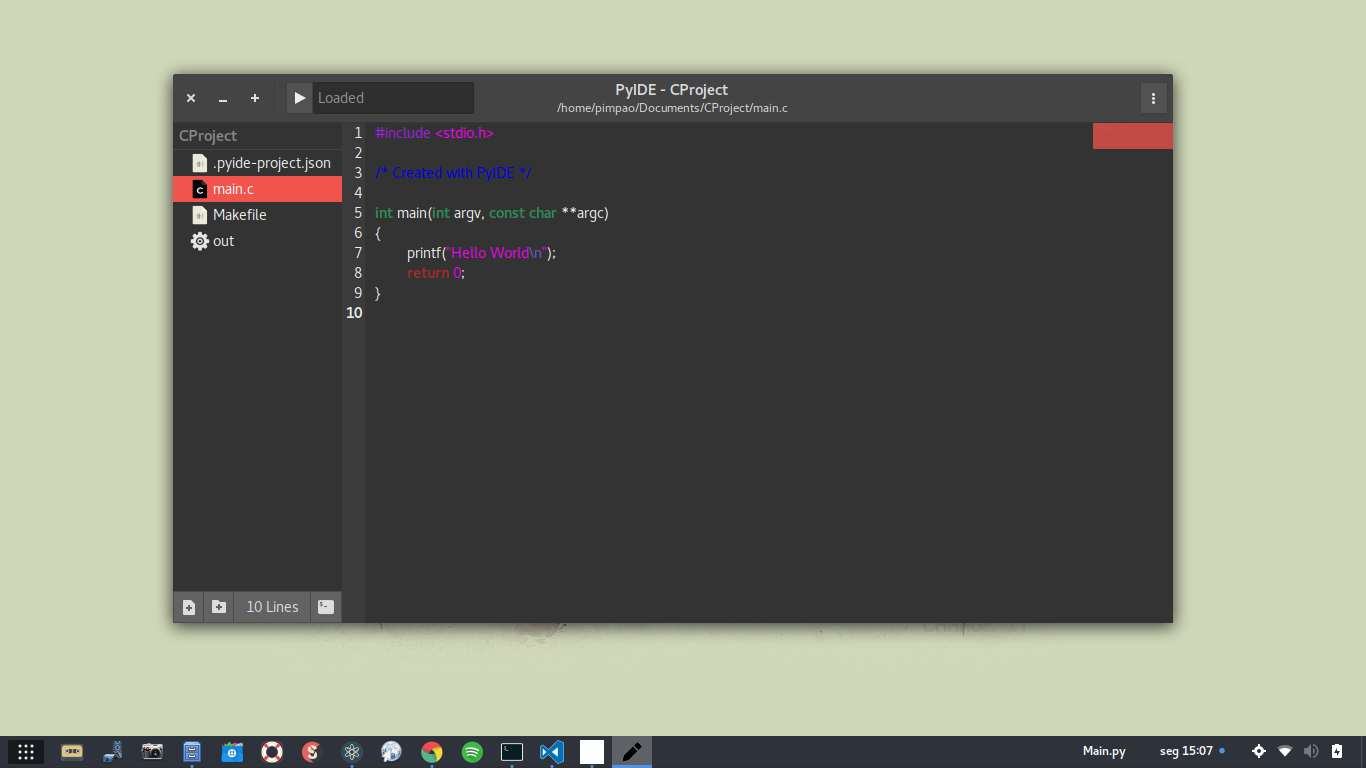 PyIDE - CProject
Loaded
/home/pimpao/Documents/CProject/main.c
CProject
.pyide-project.json
main.c
Makefile
out
1 #include <stdio.h>
2
3 /* Created with PyIDE */
4
5 int main(int argv, const char **argc)
6 {
7 printf("Hello World\n");
8 return 0;
9 }
10
10 Lines
Main.py
seg 15:07